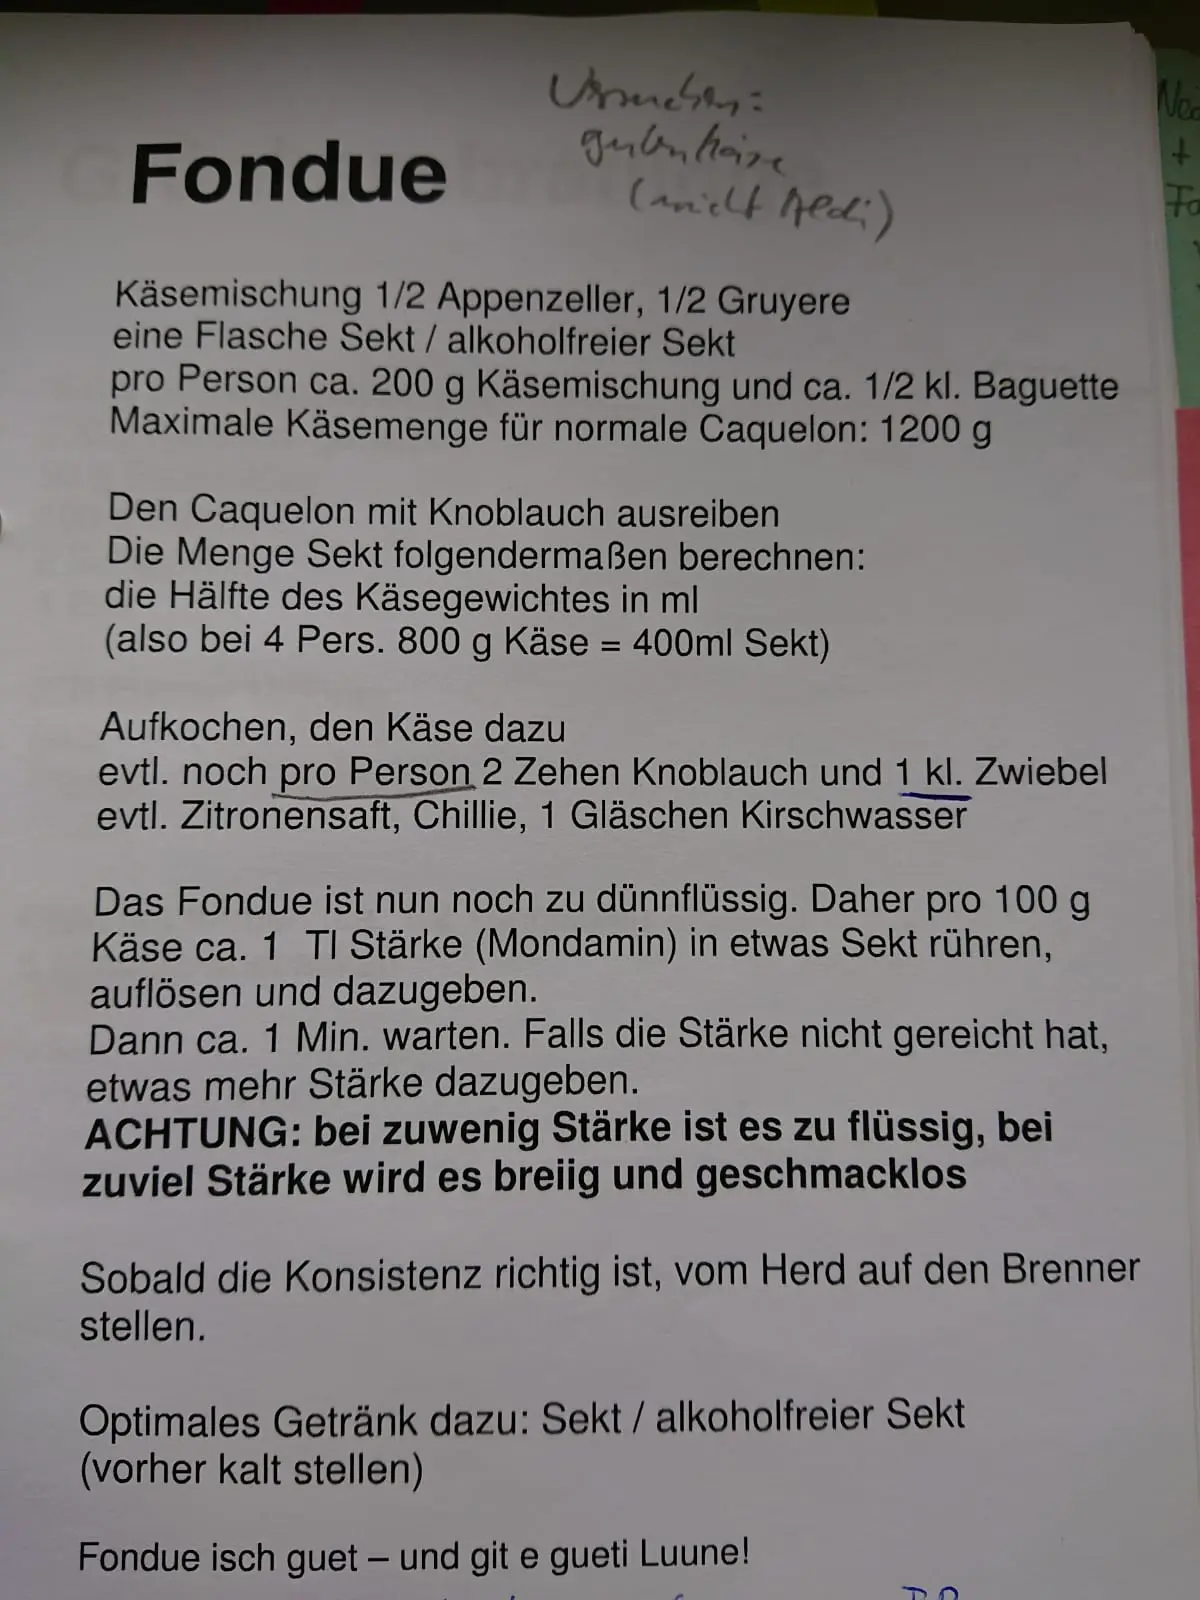 Versuchen:
guten Käse
(nicht Aldi)
Fondue
Käsemischung 1/2 Appenzeller, 1/2 Gruyere
eine Flasche Sekt / alkoholfreier Sekt
pro Person ca. 200 g Käsemischung und ca. 1/2 kl. Baguette
Maximale Käsemenge für normale Caquelon: 1200 g
Den Caquelon mit Knoblauch ausreiben
Die Menge Sekt folgendermaßen berechnen:
die Hälfte des Käsegewichtes in ml
(also bei 4 Pers. 800 g Käse = 400ml Sekt)
Aufkochen, den Käse dazu
evtl. noch pro Person 2 Zehen Knoblauch und 1 kl. Zwiebel
evtl. Zitronensaft, Chillie, 1 Gläschen Kirschwasser
Das Fondue ist nun noch zu dünnflüssig. Daher pro 100 g
Käse ca. 1 Tl Stärke (Mondamin) in etwas Sekt rühren,
auflösen und dazugeben.
Dann ca. 1 Min. warten. Falls die Stärke nicht gereicht hat,
etwas mehr Stärke dazugeben.
ACHTUNG: bei zuwenig Stärke ist es zu flüssig, bei
zuviel Stärke wird es breiig und geschmacklos
Sobald die Konsistenz richtig ist, vom Herd auf den Brenner
stellen.
Optimales Getränk dazu: Sekt / alkoholfreier Sekt
(vorher kalt stellen)
Fondue isch guet – und git e gueti Luune!